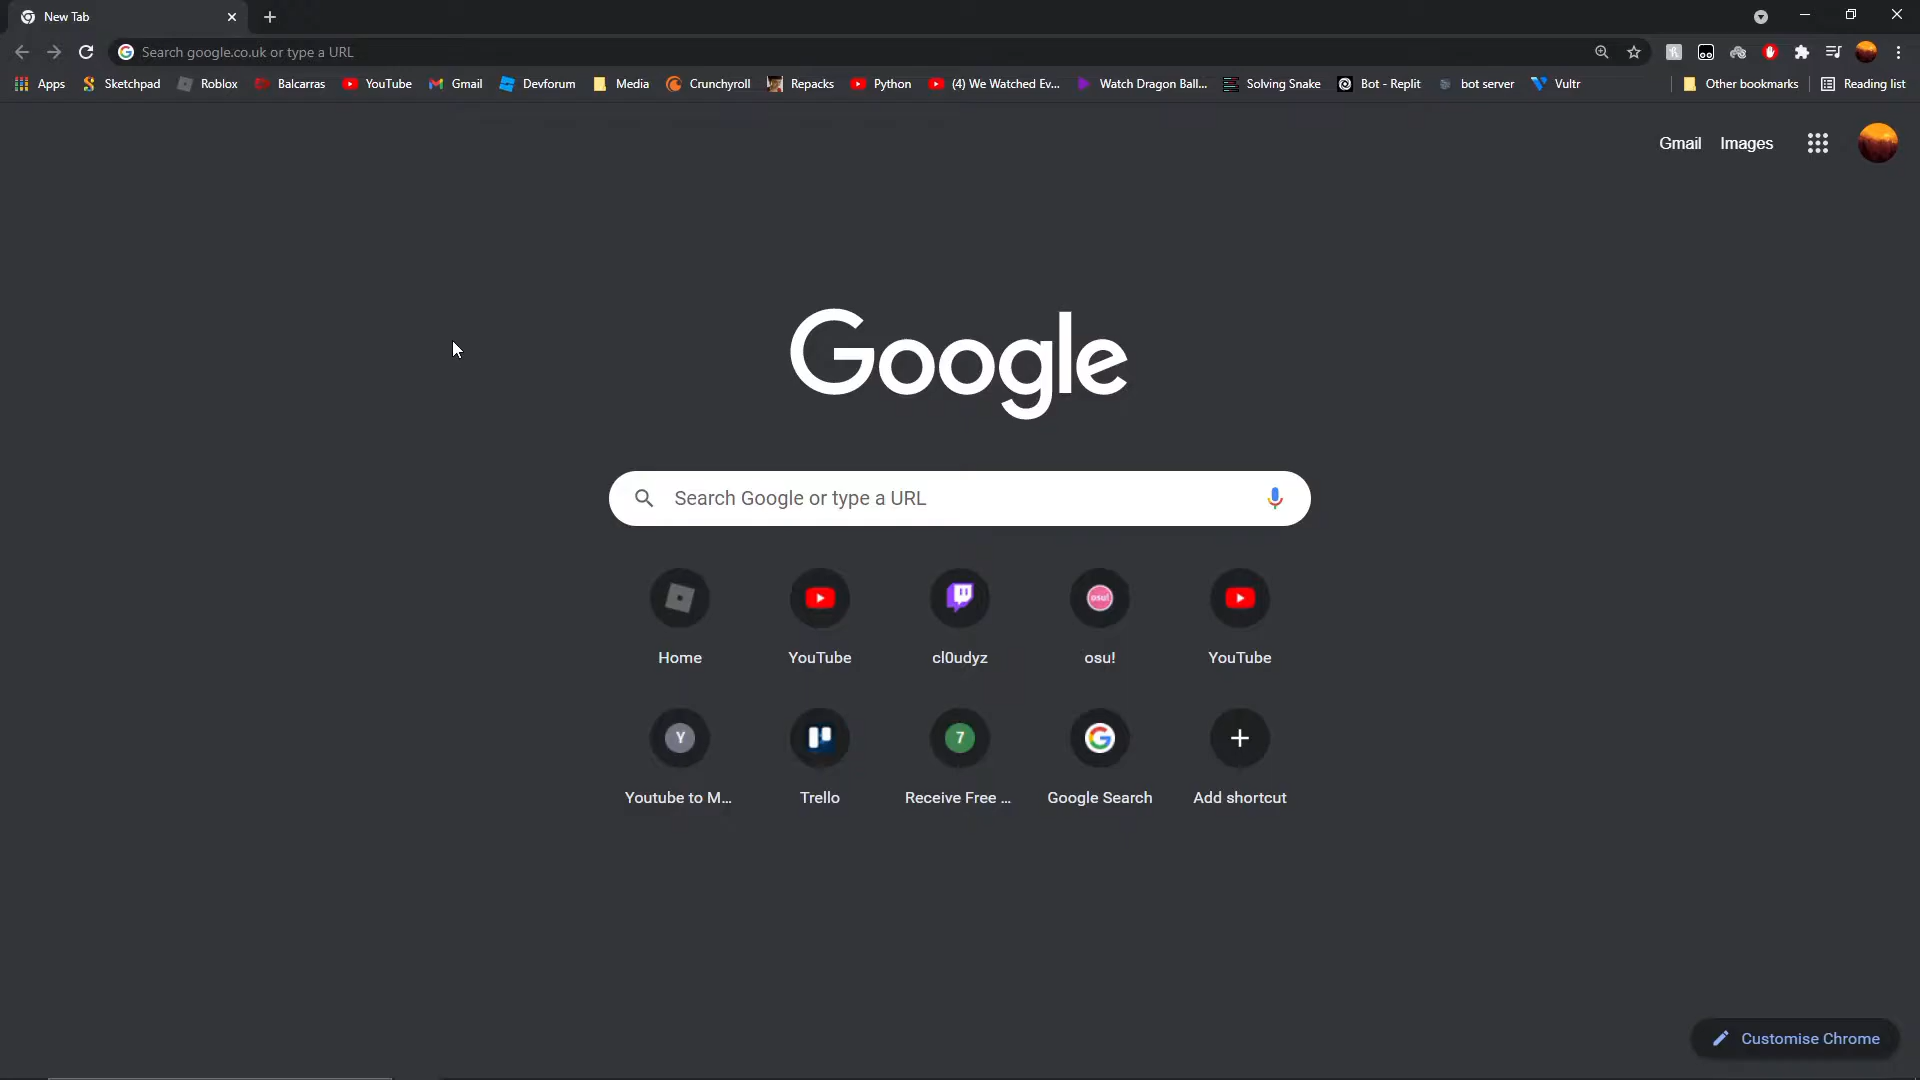 New Tab
Search google.co.uk or type a URL
Apps Sketchpad Roblox Balcarras YouTube Gmail Devforum Media Crunchyroll Repacks Python (4) We Watched Ev... Watch Dragon Ball... Solving Snake Bot - Replit bot server Vultr Other bookmarks Reading list
Gmail Images
Google
Search Google or type a URL
osu!
Home YouTube cl0udyz osu! YouTube
Y 7
Youtube to M... Trello Receive Free ... Google Search Add shortcut
Customise Chrome